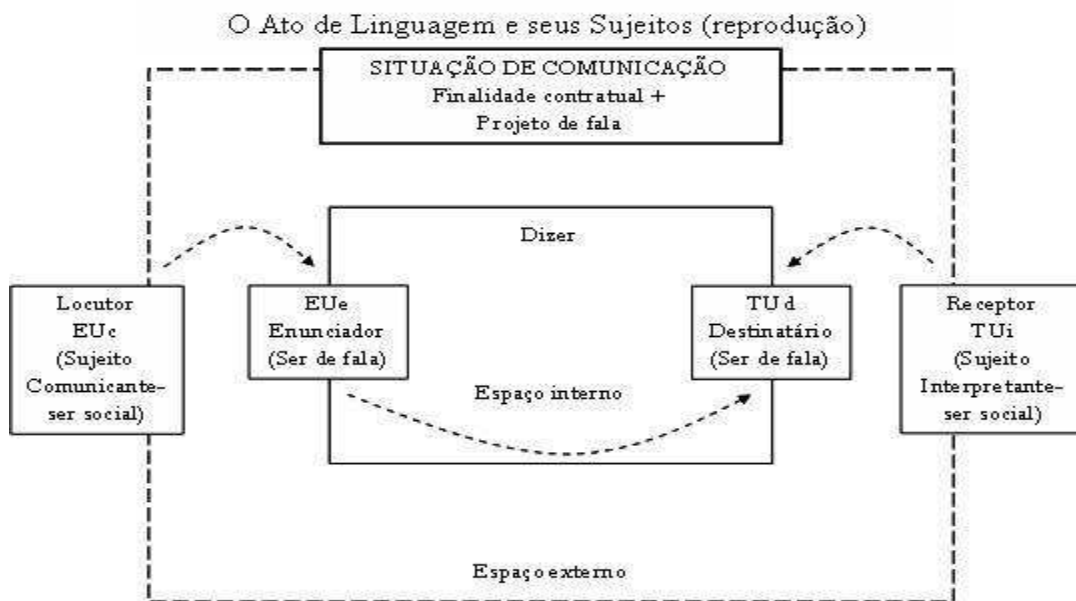 O Ato de Linguagem e seus Sujeitos (reprodução)
SITUAÇÃO DE COMUNICAÇÃO
Finalidade contratual +
Projeto de fala
Dizer
Locutor
EUc
(Sujeito
Comunicante-
ser social)
EUe
Enunciador
(Ser de fala)
TUd
Destinatário
(Ser de fala)
Receptor
TUi
(Sujeito
Interpretante-
ser social)
Espaço interno
Espaço externo